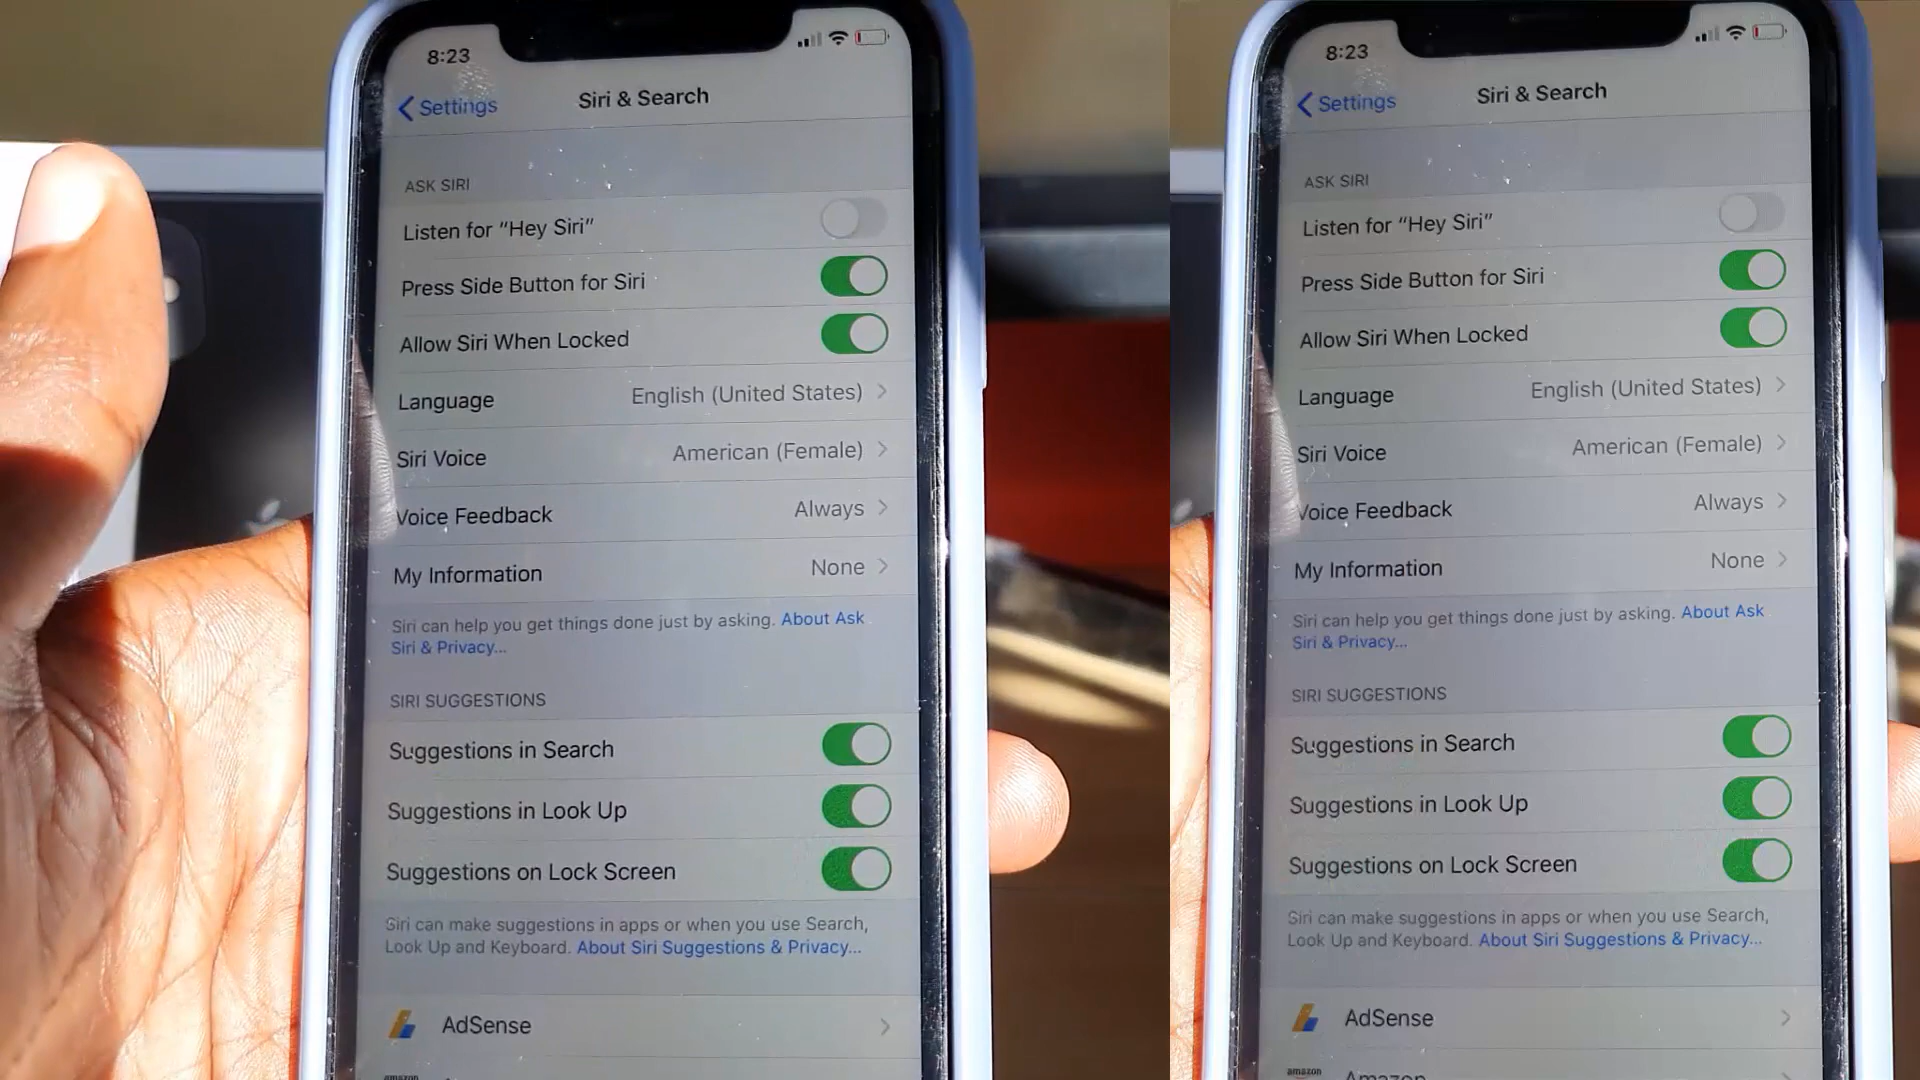 8:23
Settings
Siri & Search
ASK SIRI
Listen for “Hey Siri”
Press Side Button for Siri
Allow Siri When Locked
Language English (United States)
Siri Voice American (Female)
Voice Feedback Always
My Information None
Siri can help you get things done just by asking. About Ask
Siri & Privacy...
SIRI SUGGESTIONS
Suggestions in Search
Suggestions in Look Up
Suggestions on Lock Screen
Siri can make suggestions in apps or when you use Search,
Look Up and Keyboard. About Siri Suggestions & Privacy...
AdSense
amazon
8:23
Settings
Siri & Search
ASK SIRI
Listen for “Hey Siri”
Press Side Button for Siri
Allow Siri When Locked
Language English (United States)
Siri Voice American (Female)
Voice Feedback Always
My Information None
Siri can help you get things done just by asking. About Ask
Siri & Privacy...
SIRI SUGGESTIONS
Suggestions in Search
Suggestions in Look Up
Suggestions on Lock Screen
Siri can make suggestions in apps or when you use Search,
Look Up and Keyboard. About Siri Suggestions & Privacy...
AdSense
amazon Amazon